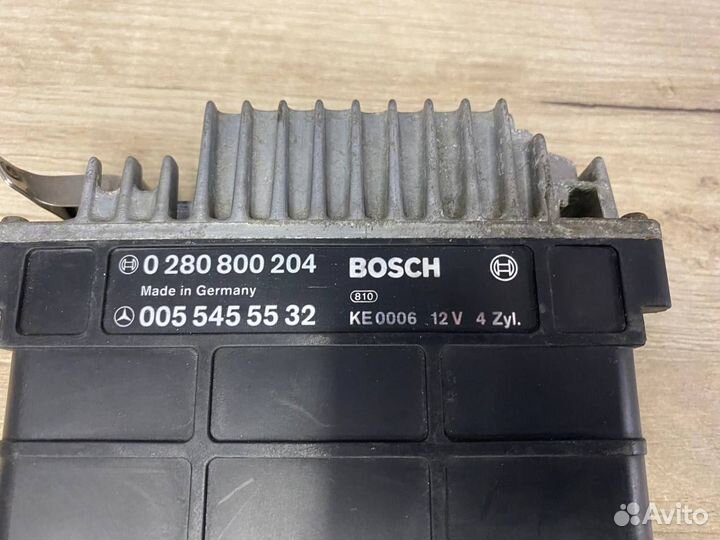 0 280 800 204 BOSCH
Made in Germany 810
005 545 55 32 KE 0006 12 V 4 Zyl.
Avito